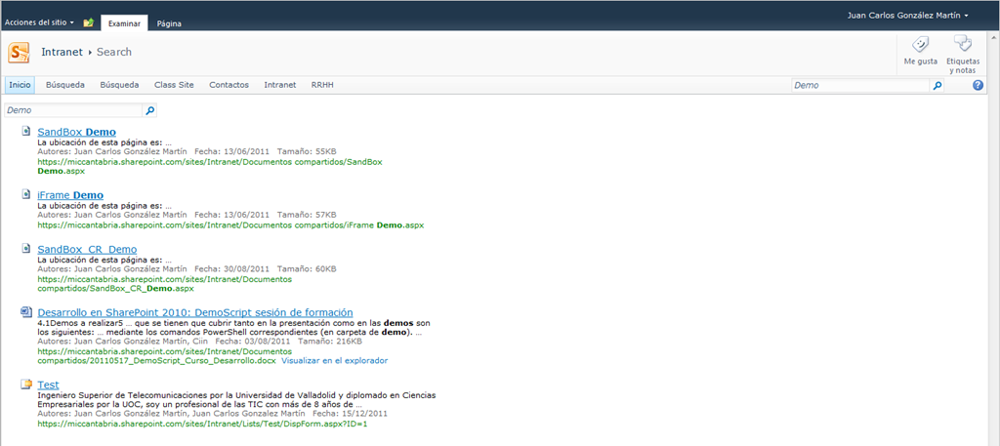 Acciones del sitio
Examinar
Página
Juan Carlos González Martín
Intranet ▸ Search
Me gusta
Etiquetas
y notas
Inicio
Búsqueda
Búsqueda
Class Site
Contactos
Intranet
RRHH
Demo
Demo
SandBox Demo
La ubicación de esta página es: ...
Autores: Juan Carlos González Martín Fecha: 13/06/2011 Tamaño: 55KB
https://miccantabria.sharepoint.com/sites/Intranet/Documentos compartidos/SandBox
Demo.aspx
iFrame Demo
La ubicación de esta página es: ...
Autores: Juan Carlos González Martín Fecha: 13/06/2011 Tamaño: 57KB
https://miccantabria.sharepoint.com/sites/Intranet/Documentos compartidos/iFrame Demo.aspx
SandBox_CR_Demo
La ubicación de esta página es: ...
Autores: Juan Carlos González Martín Fecha: 30/08/2011 Tamaño: 60KB
https://miccantabria.sharepoint.com/sites/Intranet/Documentos
compartidos/SandBox_CR_Demo.aspx
Desarrollo en SharePoint 2010: DemoScript sesión de formación
4.1Demos a realizar5 ... que se tienen que cubrir tanto en la presentación como en las demos son
los siguientes: ... mediante los comandos PowerShell correspondientes (en carpeta de demo). ...
Autores: Juan Carlos González Martín, Ciin Fecha: 03/08/2011 Tamaño: 216KB
https://miccantabria.sharepoint.com/sites/Intranet/Documentos
compartidos/20110517_DemoScript_Curso_Desarrollo.docx Visualizar en el explorador
Test
Ingeniero Superior de Telecomunicaciones por la Universidad de Valladolid y diplomado en Ciencias
Empresariales por la UOC, soy un profesional de las TIC con más de 8 años de ...
Autores: Juan Carlos González Martín, Juan Carlos Gonzalez Martin Fecha: 15/12/2011
https://miccantabria.sharepoint.com/sites/Intranet/Lists/Test/DispForm.aspx?ID=1